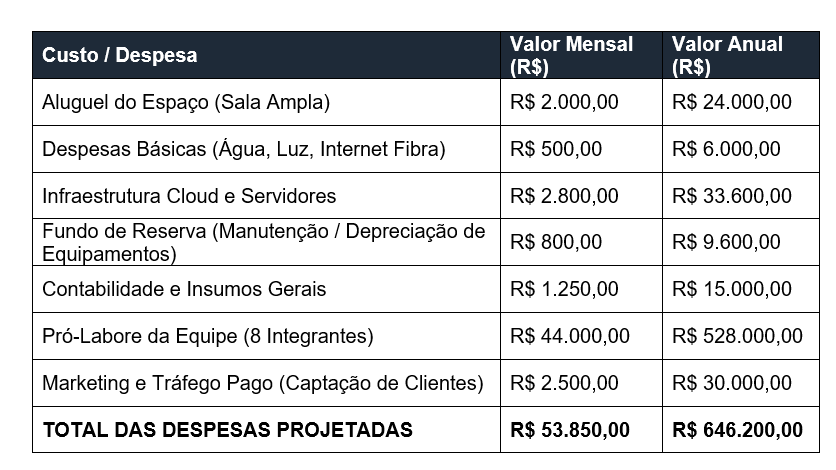 Custo / Despesa
Valor Mensal (R$)
Valor Anual (R$)
Aluguel do Espaço (Sala Ampla)
R$ 2.000,00
R$ 24.000,00
Despesas Básicas (Água, Luz, Internet Fibra)
R$ 500,00
R$ 6.000,00
Infraestrutura Cloud e Servidores
R$ 2.800,00
R$ 33.600,00
Fundo de Reserva (Manutenção / Depreciação de
Equipamentos)
R$ 800,00
R$ 9.600,00
Contabilidade e Insumos Gerais
R$ 1.250,00
R$ 15.000,00
Pró-Labore da Equipe (8 Integrantes)
R$ 44.000,00
R$ 528.000,00
Marketing e Tráfego Pago (Captação de Clientes)
R$ 2.500,00
R$ 30.000,00
TOTAL DAS DESPESAS PROJETADAS
R$ 53.850,00
R$ 646.200,00